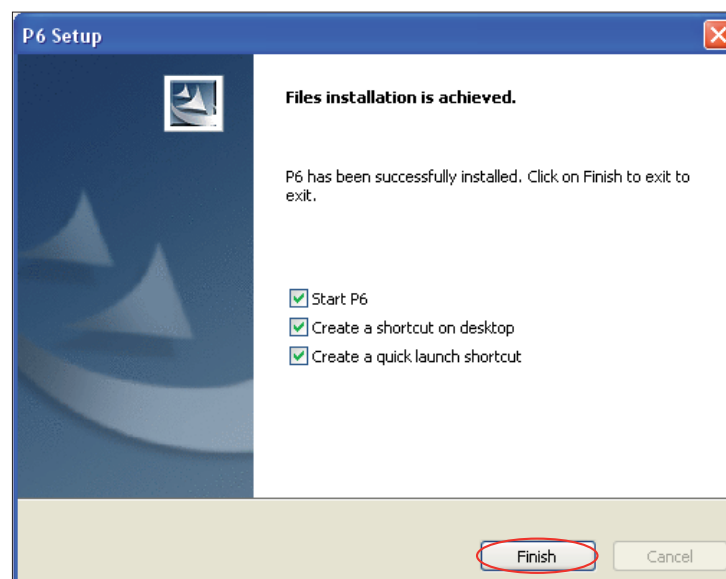 P6 Setup
Files installation is achieved.
P6 has been successfully installed. Click on Finish to exit to
exit.
Start P6
Create a shortcut on desktop
Create a quick launch shortcut
Finish
Cancel